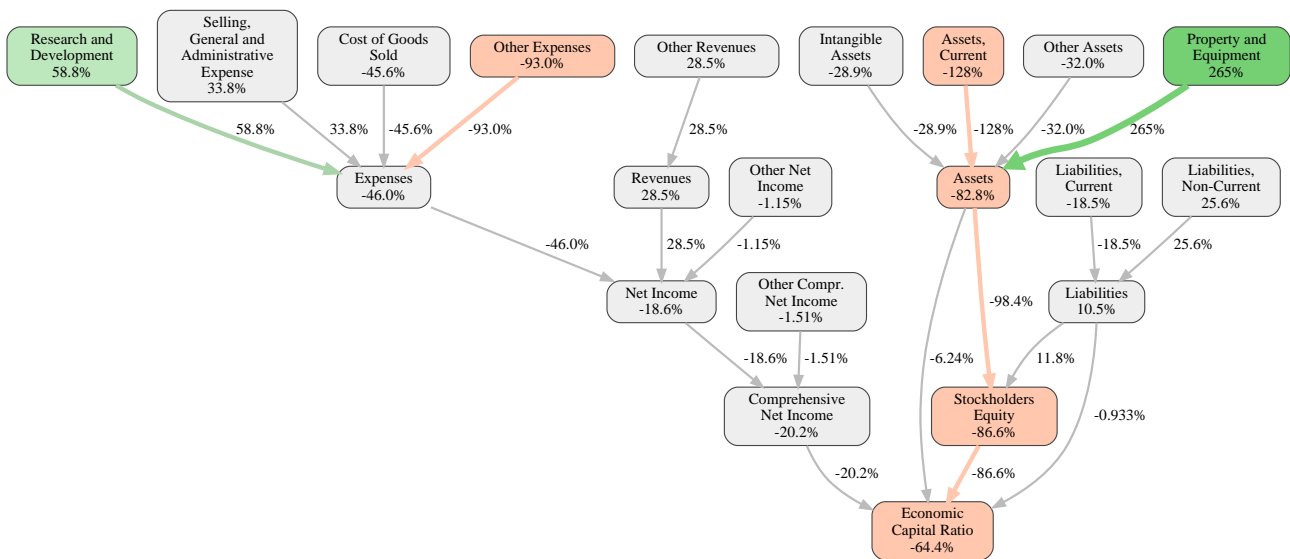 Research and
Development
58.8%
Selling,
General and
Administrative
Expense
33.8%
Cost of Goods
Sold
-45.6%
Other Expenses
-93.0%
Other Revenues
28.5%
Intangible
Assets
-28.9%
Assets,
Current
-128%
Other Assets
-32.0%
Property and
Equipment
265%
58.8%
33.8%
-45.6%
-93.0%
28.5%
-28.9%
-128%
-32.0%
265%
Expenses
-46.0%
Revenues
28.5%
Other Net
Income
-1.15%
Assets
-82.8%
Liabilities,
Current
-18.5%
Liabilities,
Non-Current
25.6%
-46.0%
28.5%
-1.15%
-18.5%
25.6%
Net Income
-18.6%
Other Compr.
Net Income
-1.51%
-98.4%
Liabilities
10.5%
-18.6%
-1.51%
-6.24%
11.8%
Comprehensive
Net Income
-20.2%
Stockholders
Equity
-86.6%
-0.933%
-20.2%
-86.6%
Economic
Capital Ratio
-64.4%